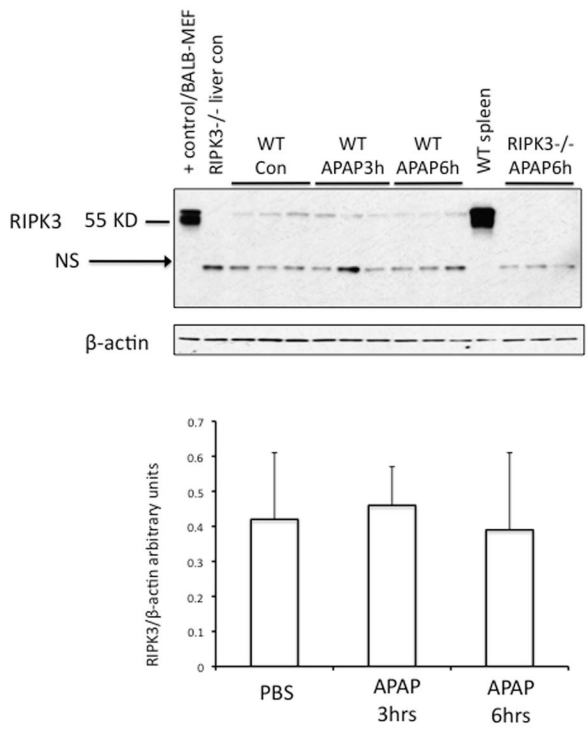 + control/BALB-MEF
RIPK3-/- liver con
WT
Con
WT
APAP3h
WT
APAP6h
WT spleen
RIPK3-/-
APAP6h
RIPK3 55 KD
NS
β-actin
RIPK3/β-actin arbitrary units
0.7
0.6
0.5
0.4
0.3
0.2
0.1
0
PBS
APAP
3hrs
APAP
6hrs